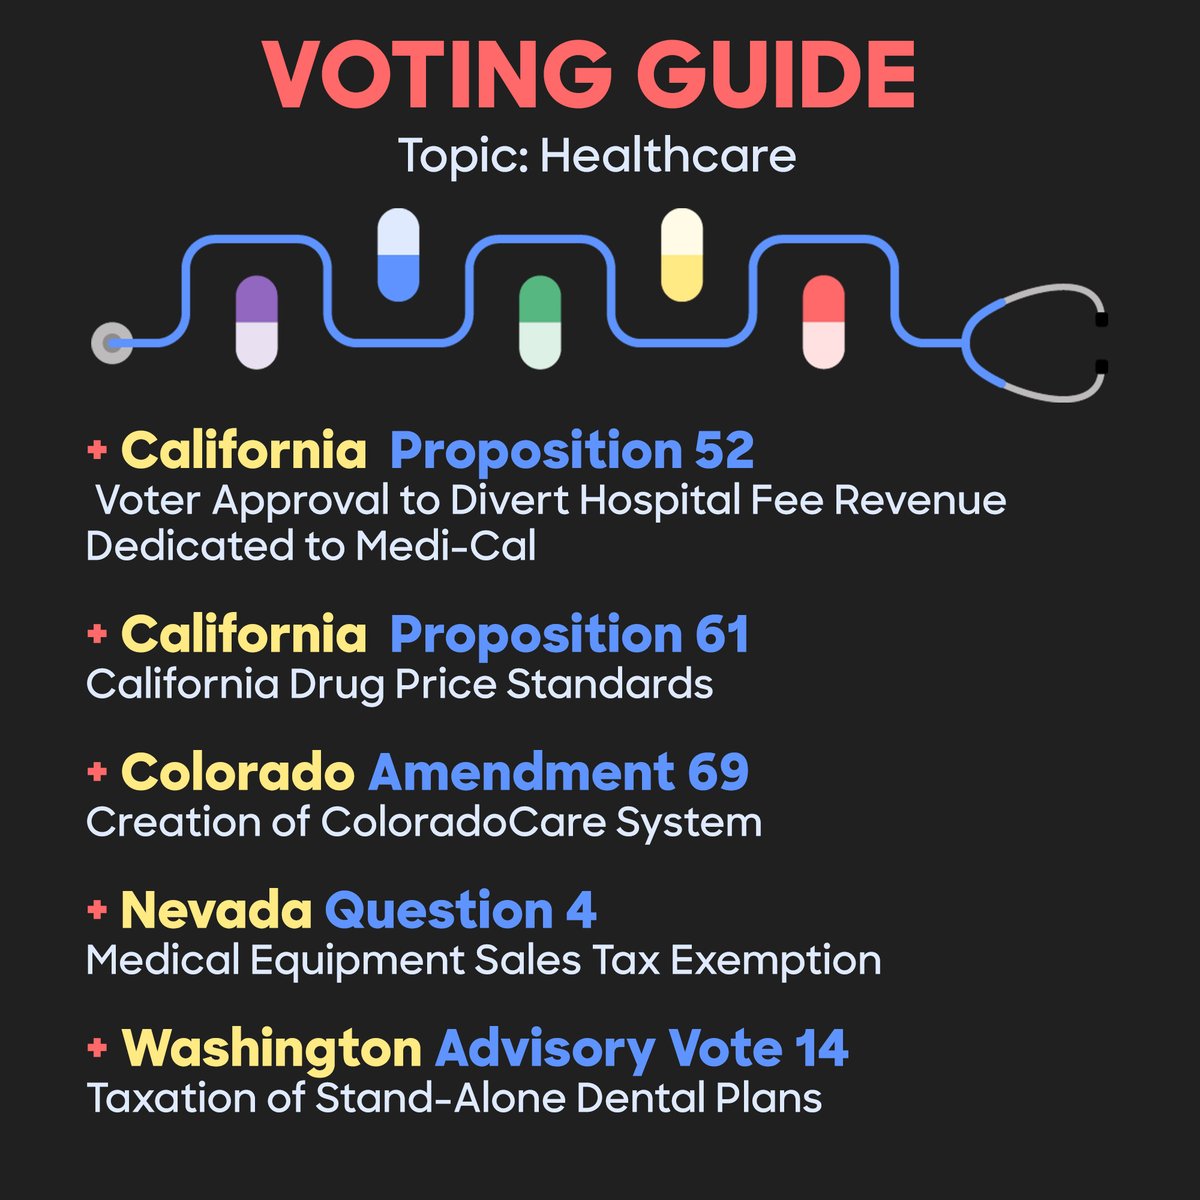 VOTING GUIDE
Topic: Healthcare
+ California Proposition 52
Voter Approval to Divert Hospital Fee Revenue
Dedicated to Medi-Cal
+ California Proposition 61
California Drug Price Standards
+ Colorado Amendment 69
Creation of ColoradoCare System
+ Nevada Question 4
Medical Equipment Sales Tax Exemption
+ Washington Advisory Vote 14
Taxation of Stand-Alone Dental Plans